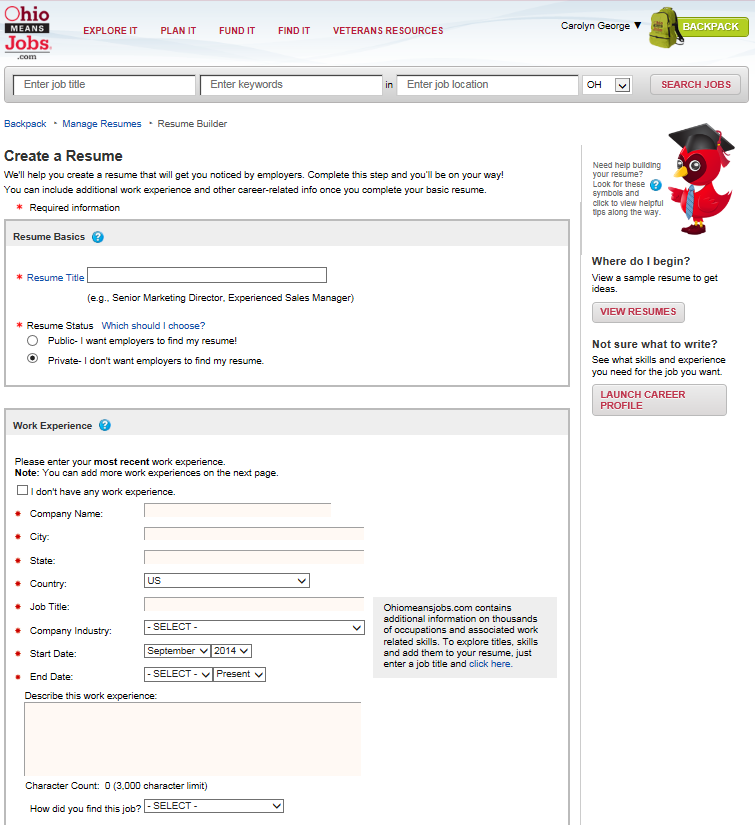 Ohio
MEANS
Jobs
.com
EXPLORE IT PLAN IT FUND IT FIND IT VETERANS RESOURCES
Carolyn George ▼
BACKPACK
Enter job title
Enter keywords
in
Enter job location
OH
SEARCH JOBS
Backpack • Manage Resumes • Resume Builder
Create a Resume
We'll help you create a resume that will get you noticed by employers. Complete this step and you'll be on your way!
You can include additional work experience and other career-related info once you complete your basic resume.
* Required information
Resume Basics ?
* Resume Title
(e.g., Senior Marketing Director, Experienced Sales Manager)
* Resume Status Which should I choose?
Public- I want employers to find my resume!
Private- I don't want employers to find my resume.
Work Experience ?
Please enter your most recent work experience.
Note: You can add more work experiences on the next page.
I don't have any work experience.
* Company Name:
* City:
* State:
* Country: US
* Job Title:
* Company Industry: - SELECT -
* Start Date: September 2014
* End Date: - SELECT - Present
Describe this work experience:
Character Count: 0 (3,000 character limit)
How did you find this job? - SELECT -
Ohiomeansjobs.com contains
additional information on thousands
of occupations and associated work
related skills. To explore titles, skills
and add them to your resume, just
enter a job title and click here.
Need help building
your resume?
Look for these ?
symbols and
click to view helpful
tips along the way.
Where do I begin?
View a sample resume to get
ideas.
VIEW RESUMES
Not sure what to write?
See what skills and experience
you need for the job you want.
LAUNCH CAREER
PROFILE